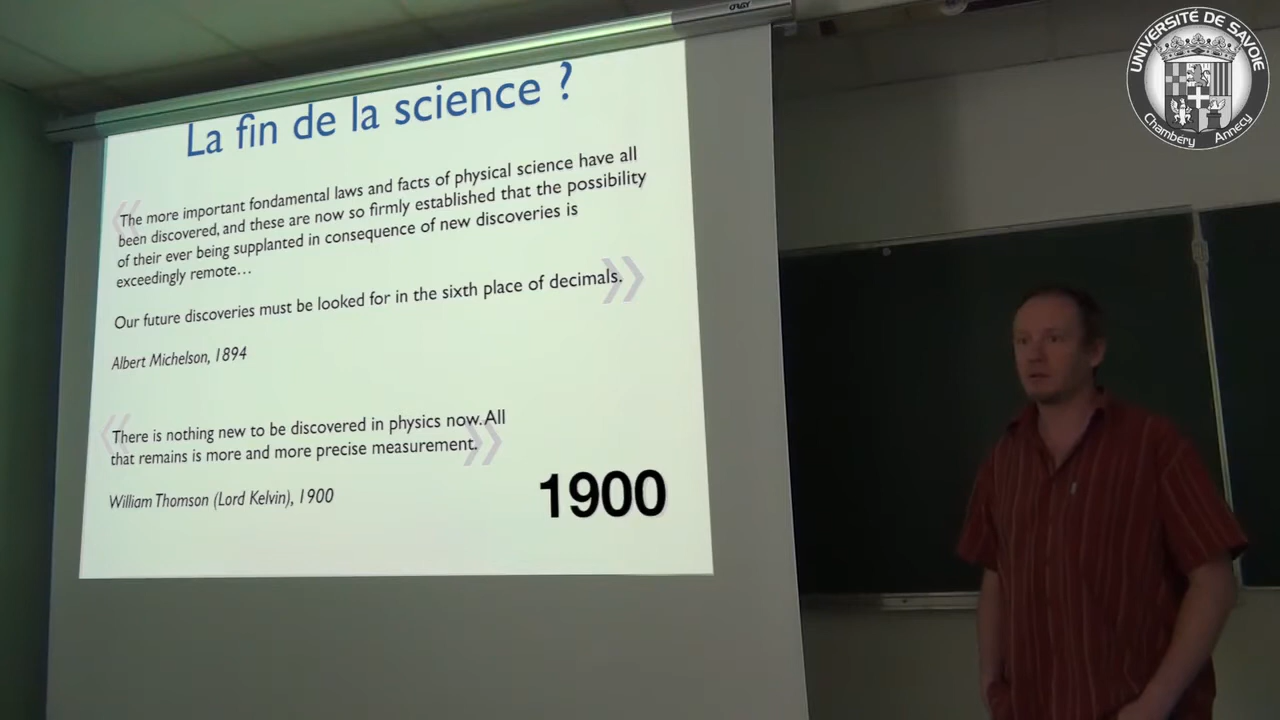 La fin de la science ?
«
The more important fundamental laws and facts of physical science have all
been discovered, and these are now so firmly established that the possibility
of their ever being supplanted in consequence of new discoveries is
exceedingly remote…
Our future discoveries must be looked for in the sixth place of decimals.
»
Albert Michelson, 1894
«
There is nothing new to be discovered in physics now. All
that remains is more and more precise measurement.
»
William Thomson (Lord Kelvin), 1900
1900
UNIVERSITÉ DE SAVOIE
Chambéry Annecy